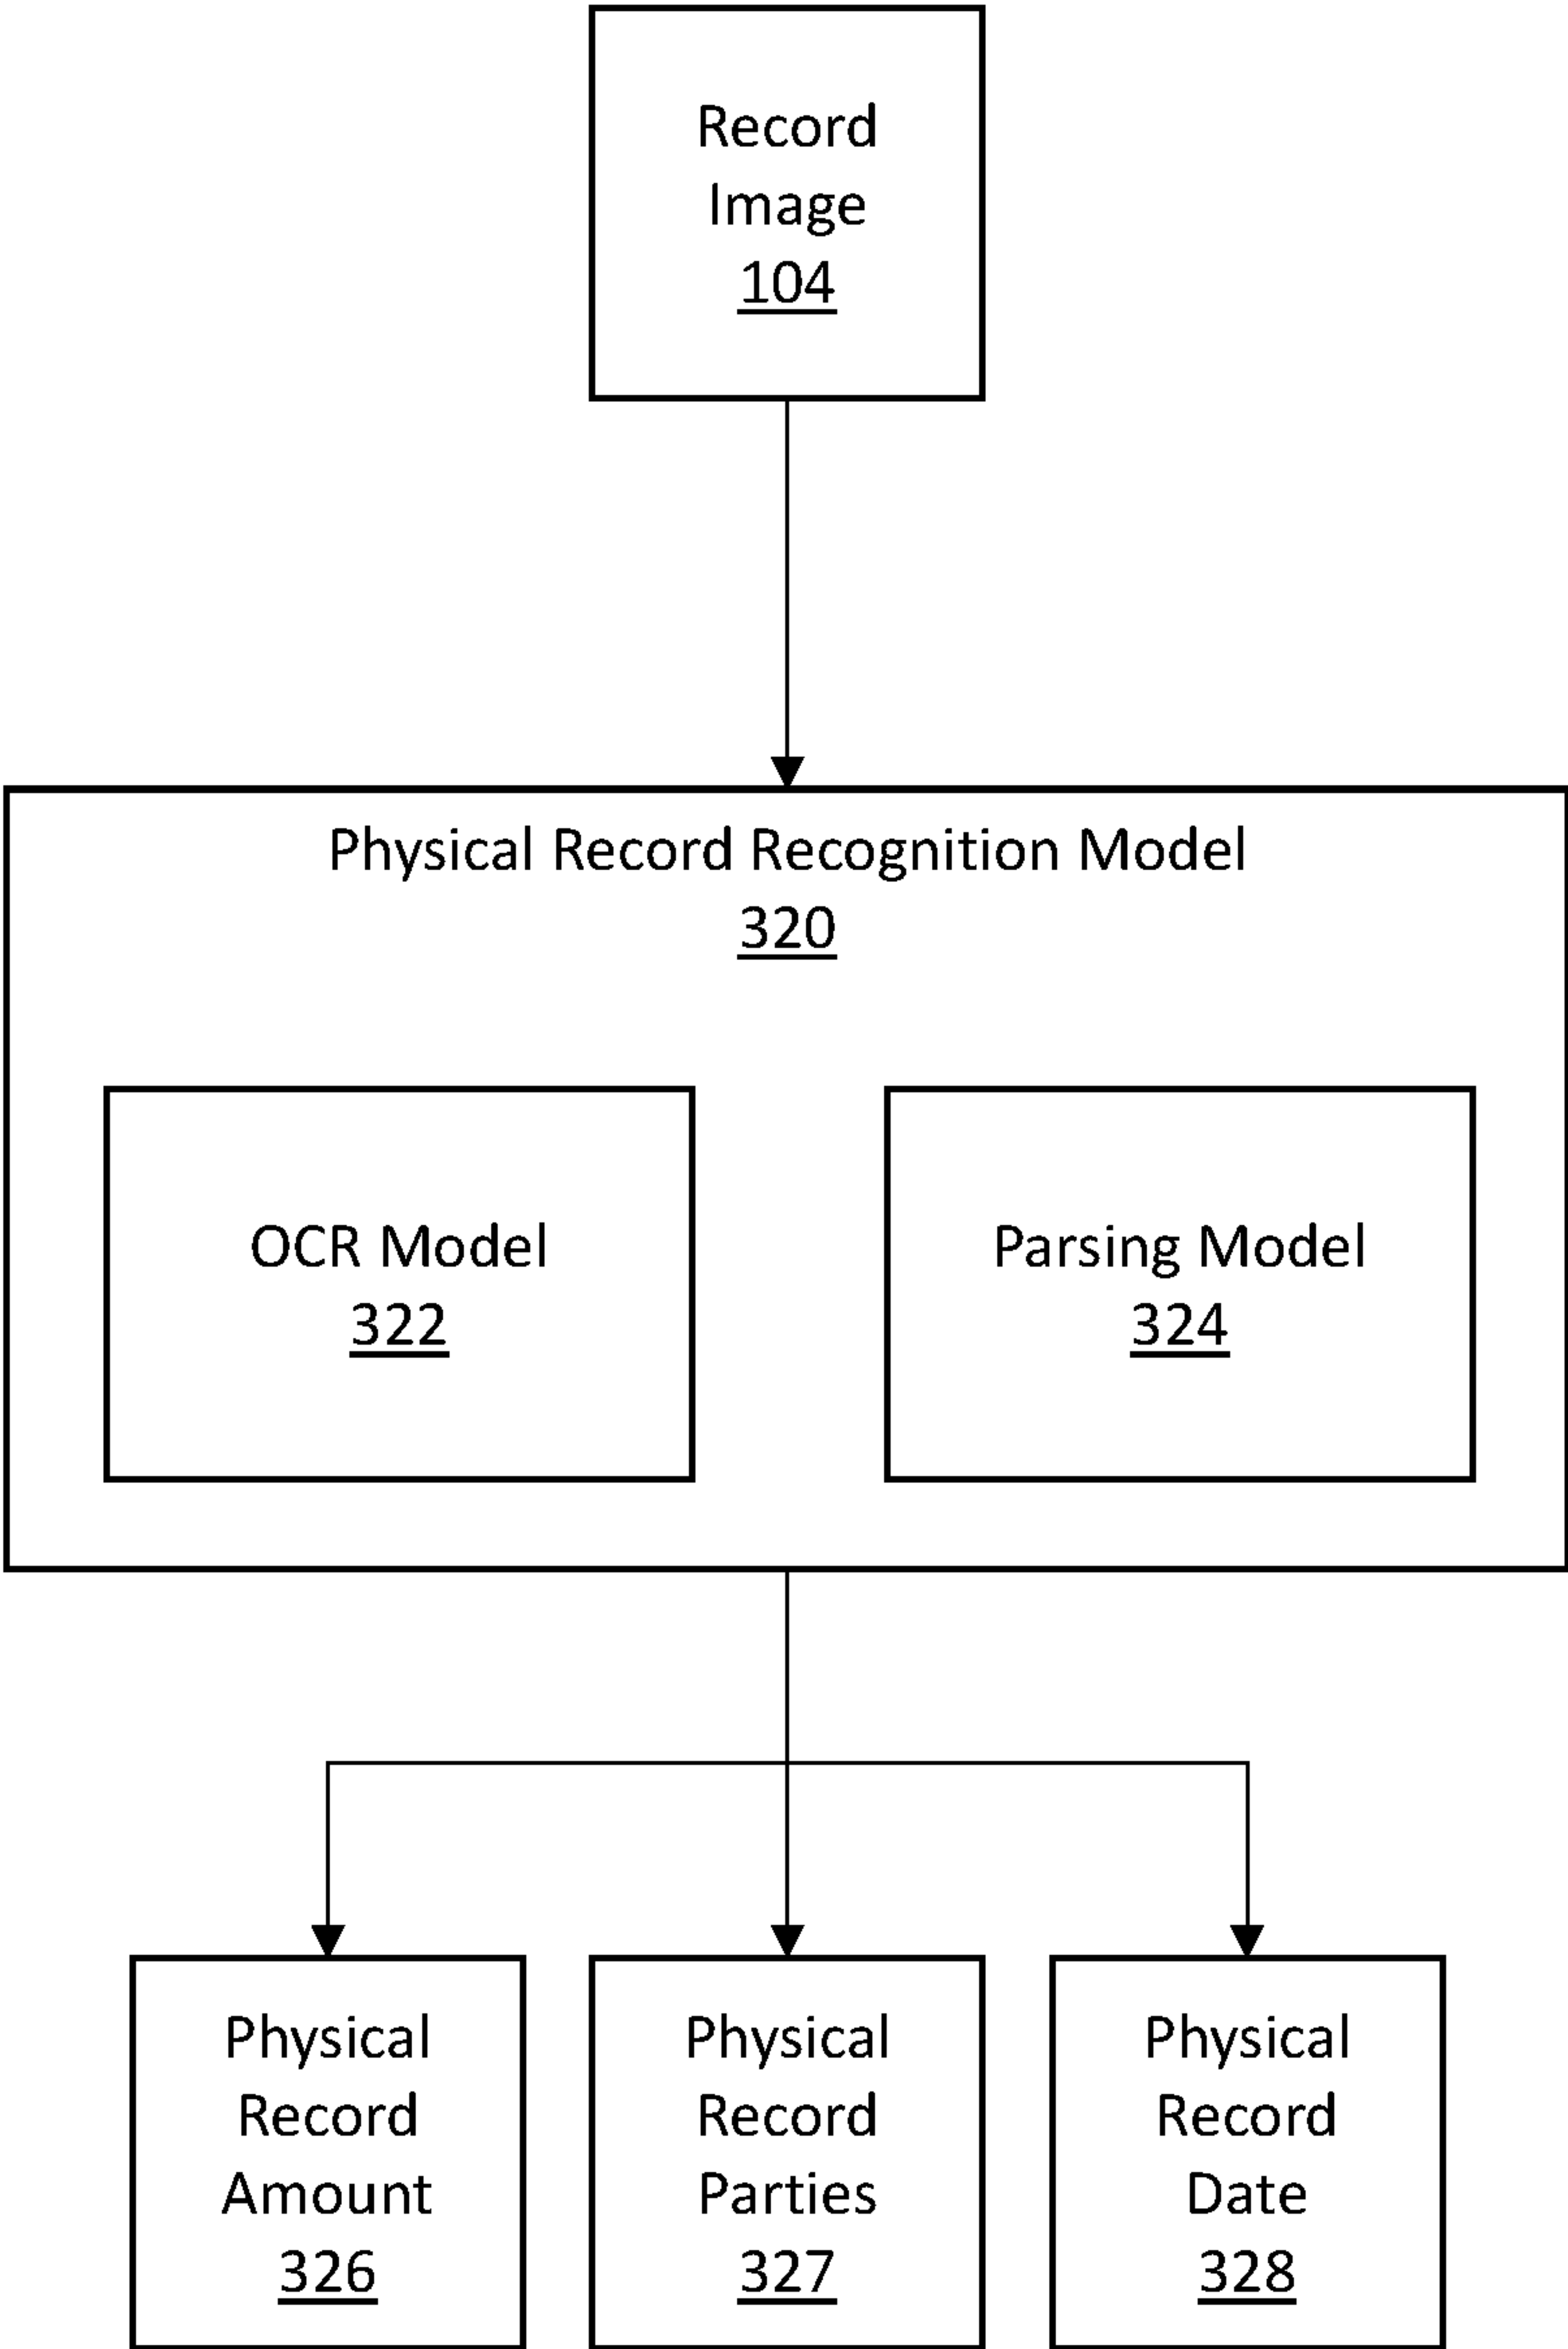 Record
Image
104
Physical Record Recognition Model
320
OCR Model
322
Parsing Model
324
Physical
Record
Amount
326
Physical
Record
Parties
327
Physical
Record
Date
328